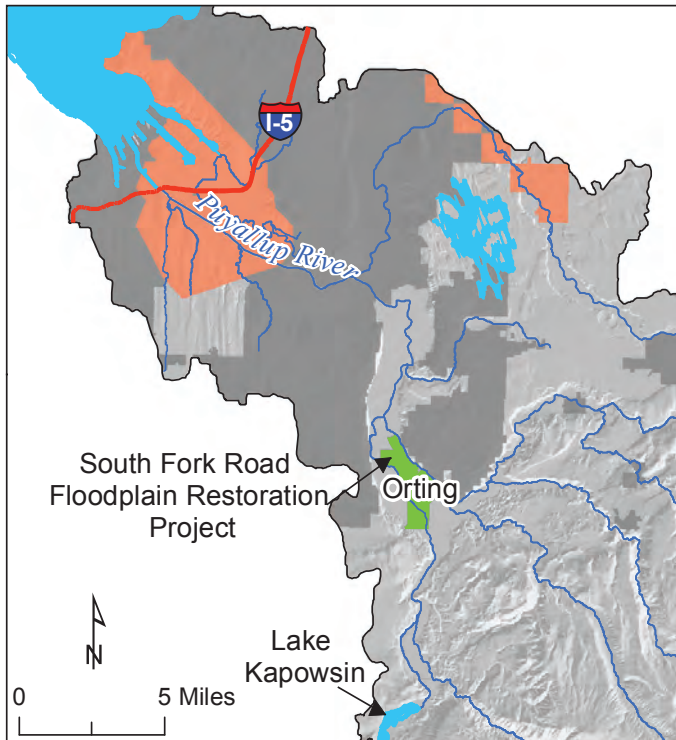 I-5
Puyallup River
South Fork Road
Floodplain Restoration
Project
Orting
Lake
Kapowsin
N
0 5 Miles